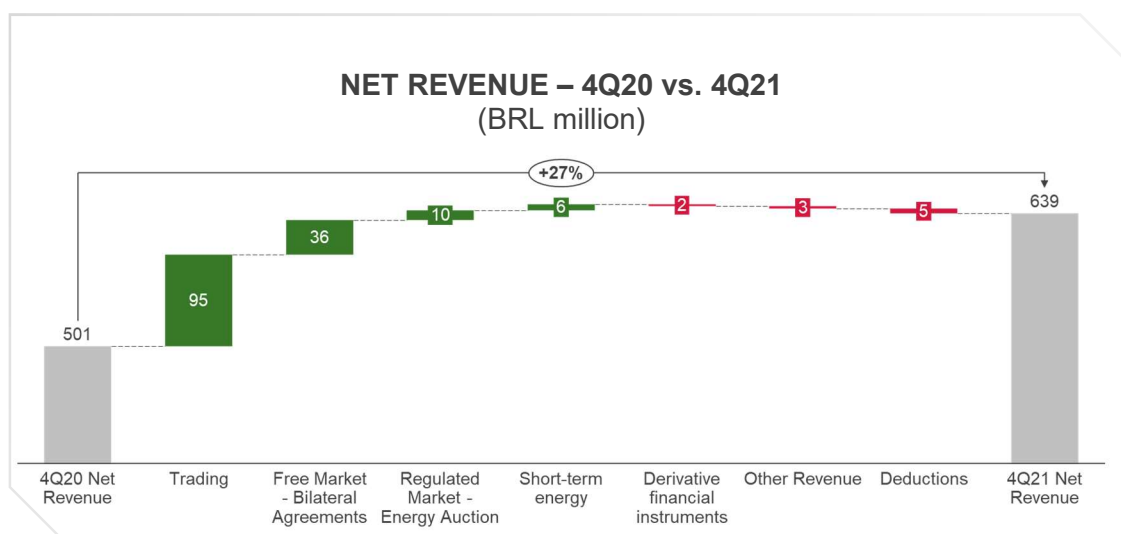 NET REVENUE – 4Q20 vs. 4Q21
(BRL million)
+27%
501
95
36
10
6
2
3
5
639
4Q20 Net
Revenue
Trading
Free Market
- Bilateral
Agreements
Regulated
Market -
Energy Auction
Short-term
energy
Derivative
financial
instruments
Other Revenue
Deductions
4Q21 Net
Revenue